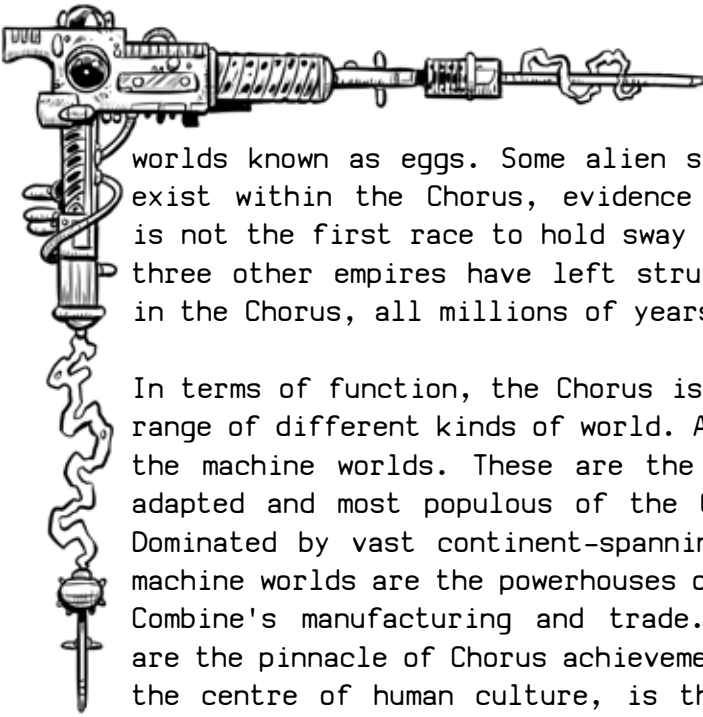 worlds known as eggs. Some alien s
exist within the Chorus, evidence
is not the first race to hold sway
three other empires have left stru
in the Chorus, all millions of years
In terms of function, the Chorus is
range of different kinds of world. A
the machine worlds. These are the
adapted and most populous of the C
Dominated by vast continent-spannin
machine worlds are the powerhouses o
Combine's manufacturing and trade.
are the pinnacle of Chorus achieveme
the centre of human culture, is th